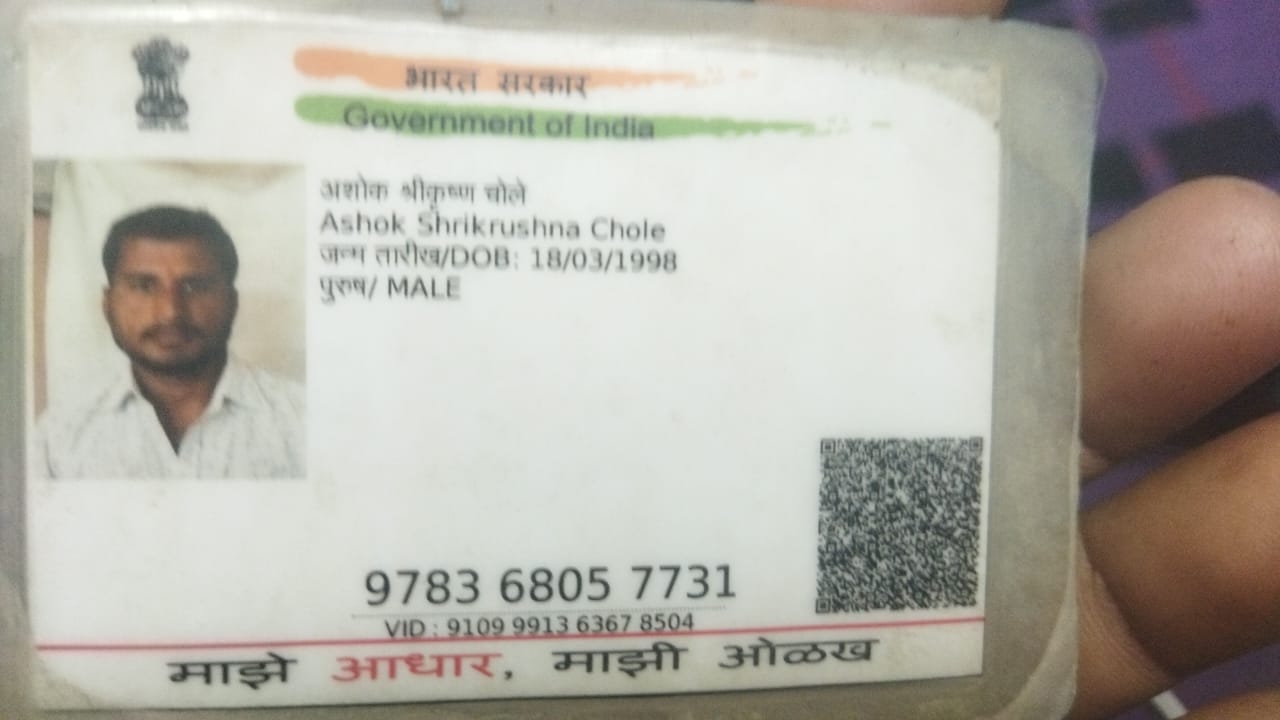 भारत सरकार
Government of India
अशोक श्रीकृष्ण चोले
Ashok Shrikrushna Chole
जन्म तारीख/DOB: 18/03/1998
पुरुष/ MALE
9783 6805 7731
VID : 9109 9913 6367 8504
माझे आधार, माझी ओळख